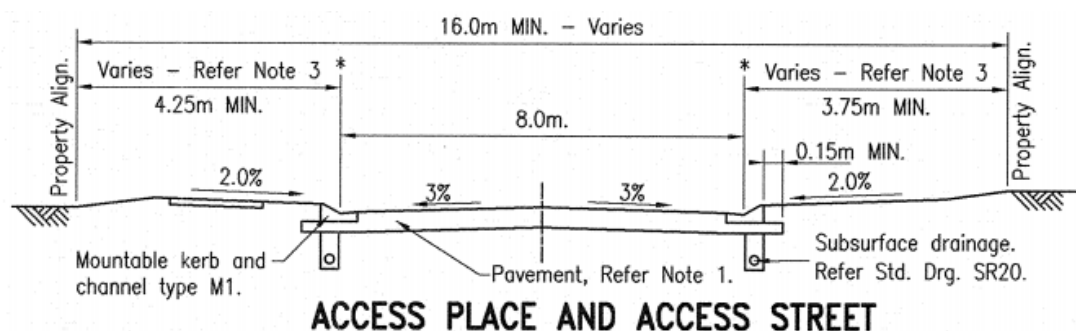 16.0m MIN. - Varies
Property Align.
Varies - Refer Note 3
*
*
Varies - Refer Note 3
Property Align.
4.25m MIN.
3.75m MIN.
8.0m.
0.15m MIN.
2.0%
3%
3%
2.0%
Mountable kerb and
channel type M1.
Pavement, Refer Note 1.
Subsurface drainage.
Refer Std. Drg. SR20.
ACCESS PLACE AND ACCESS STREET